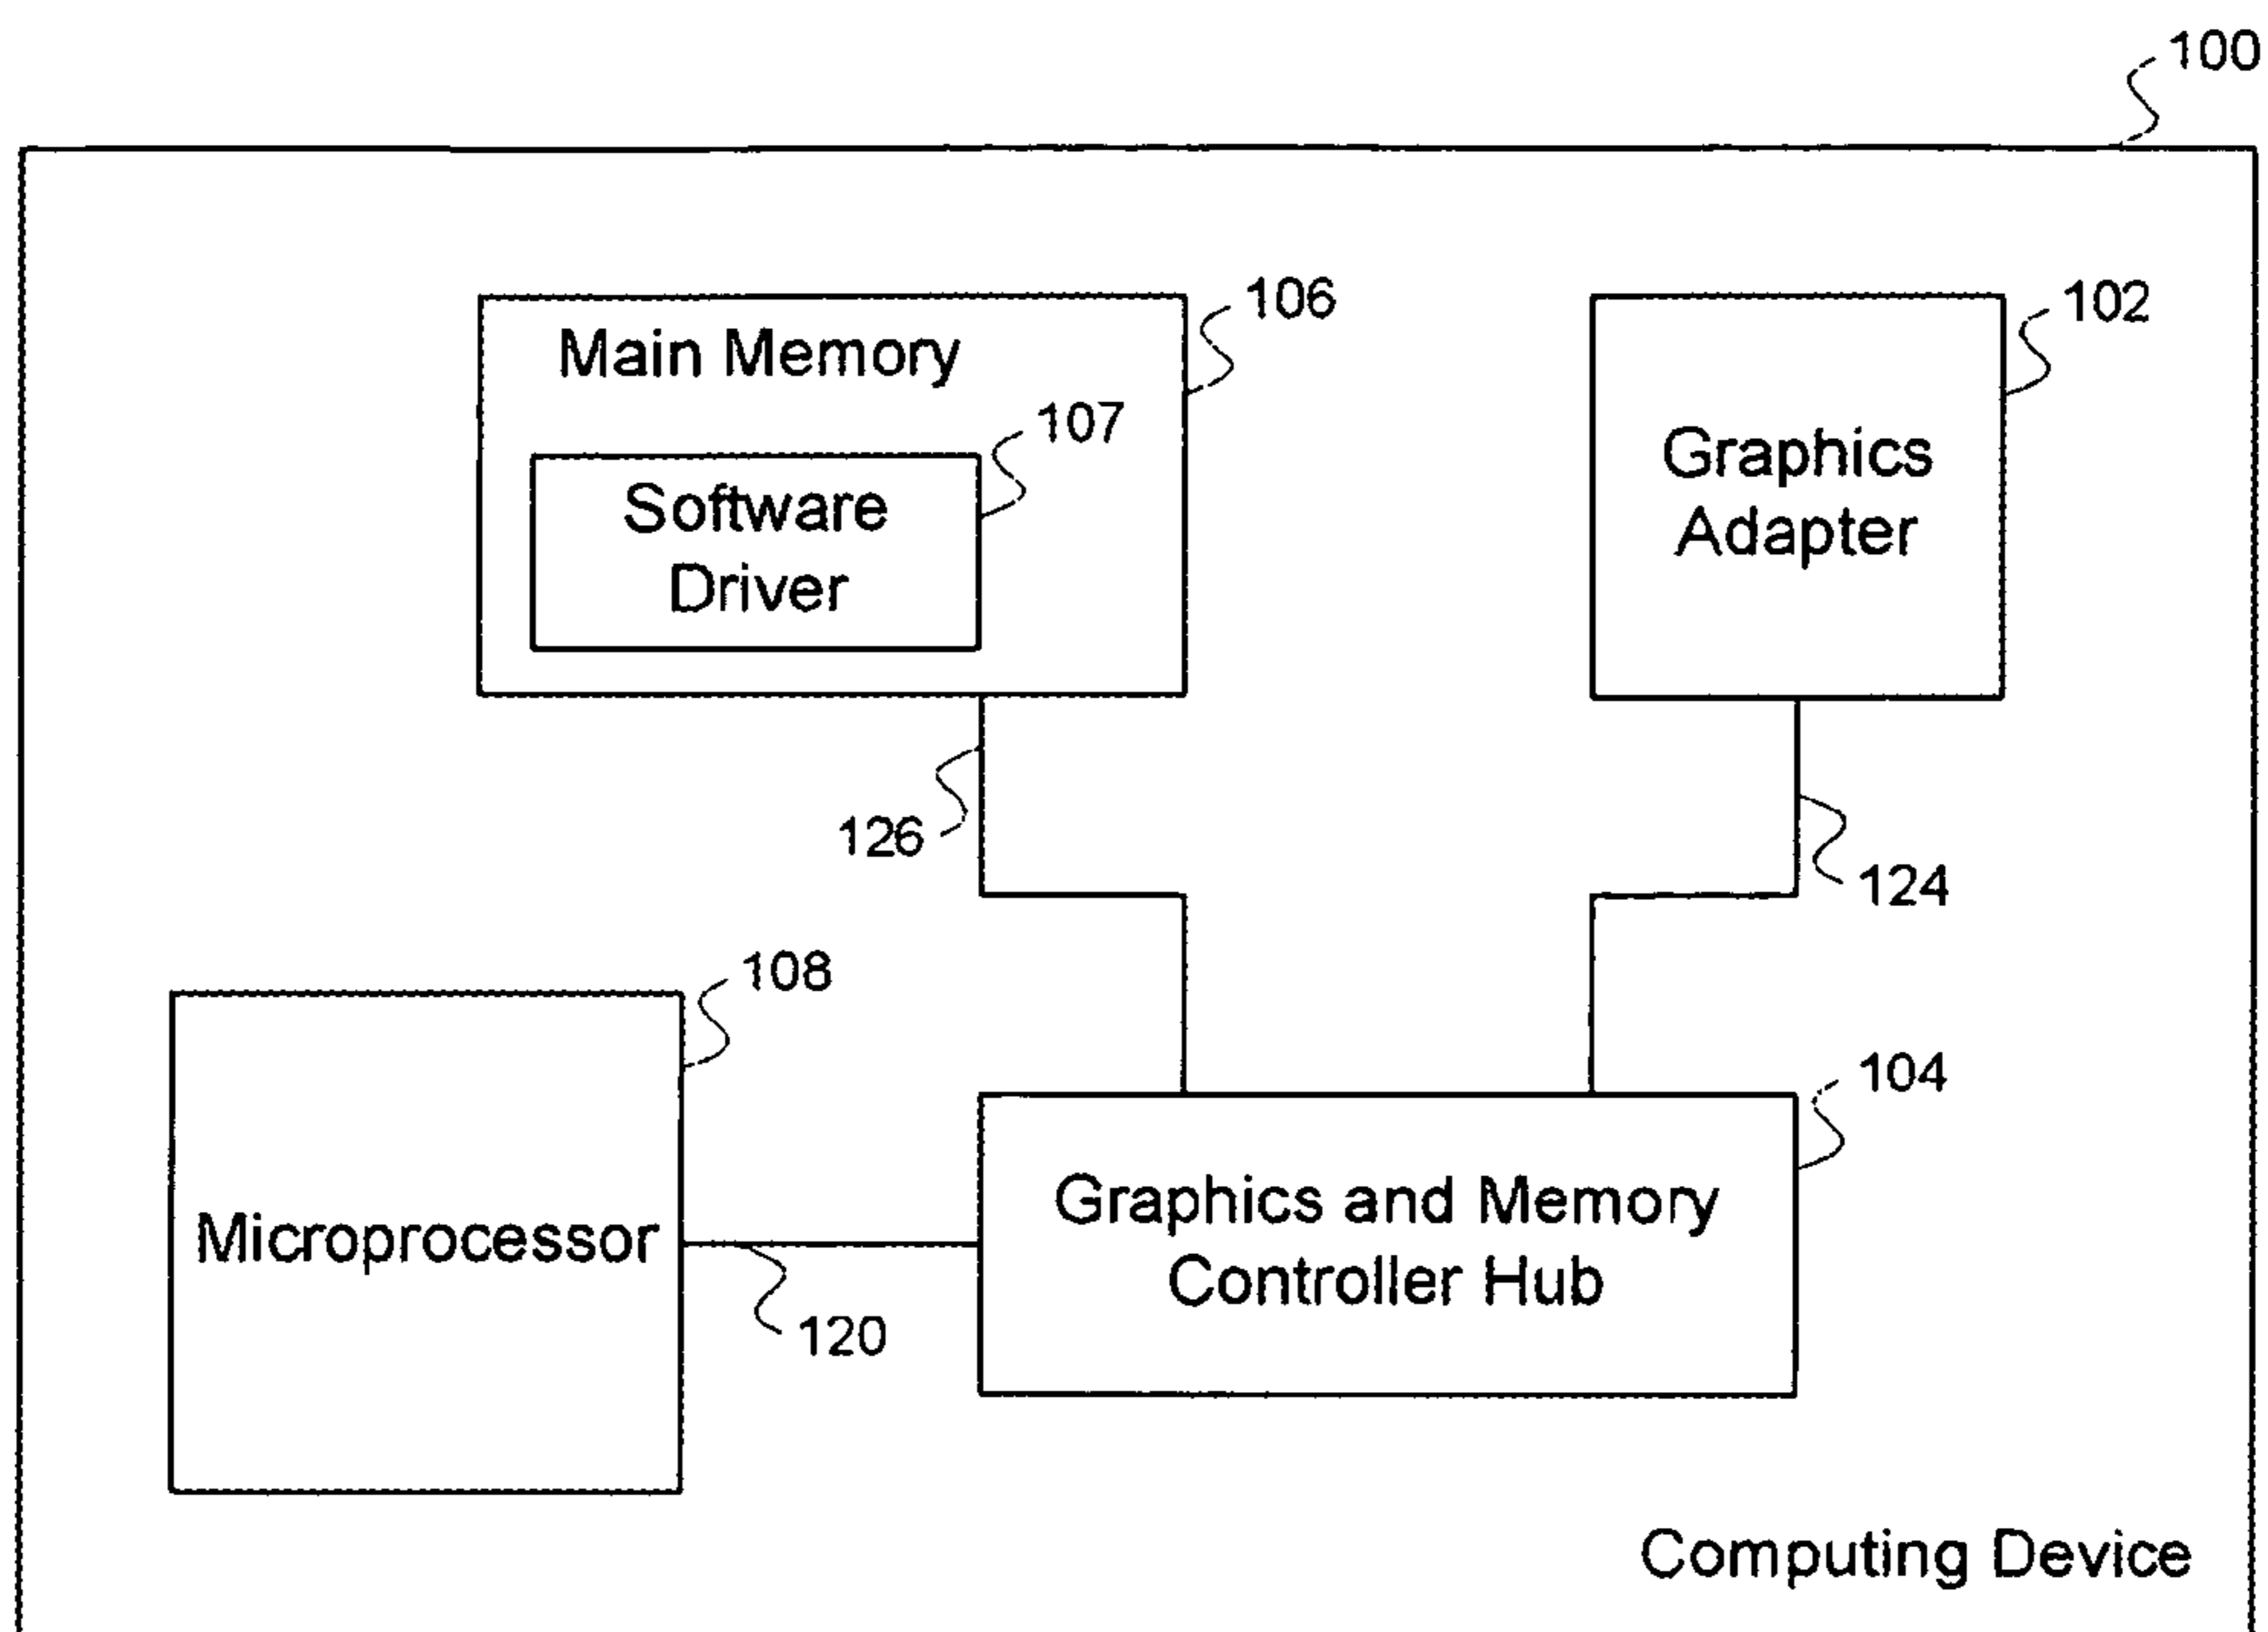 100
106
102
Main Memory
107
Graphics
Adapter
Software
Driver
126
124
108
104
Graphics and Memory
Controller Hub
Microprocessor
120
Computing Device